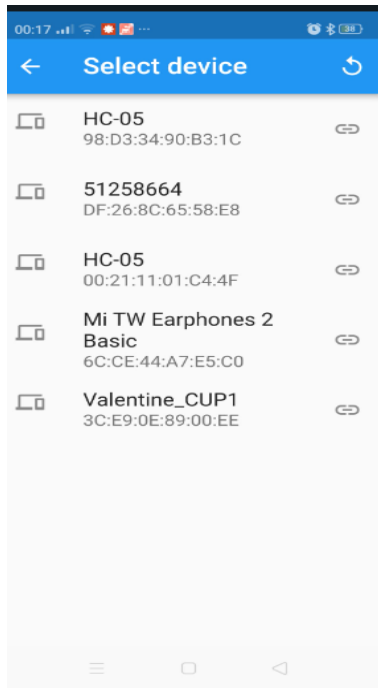 00:17
38
Select device
HC-05
98:D3:34:90:B3:1C
51258664
DF:26:8C:65:58:E8
HC-05
00:21:11:01:C4:4F
Mi TW Earphones 2
Basic
6C:CE:44:A7:E5:C0
Valentine_CUP1
3C:E9:0E:89:00:EE